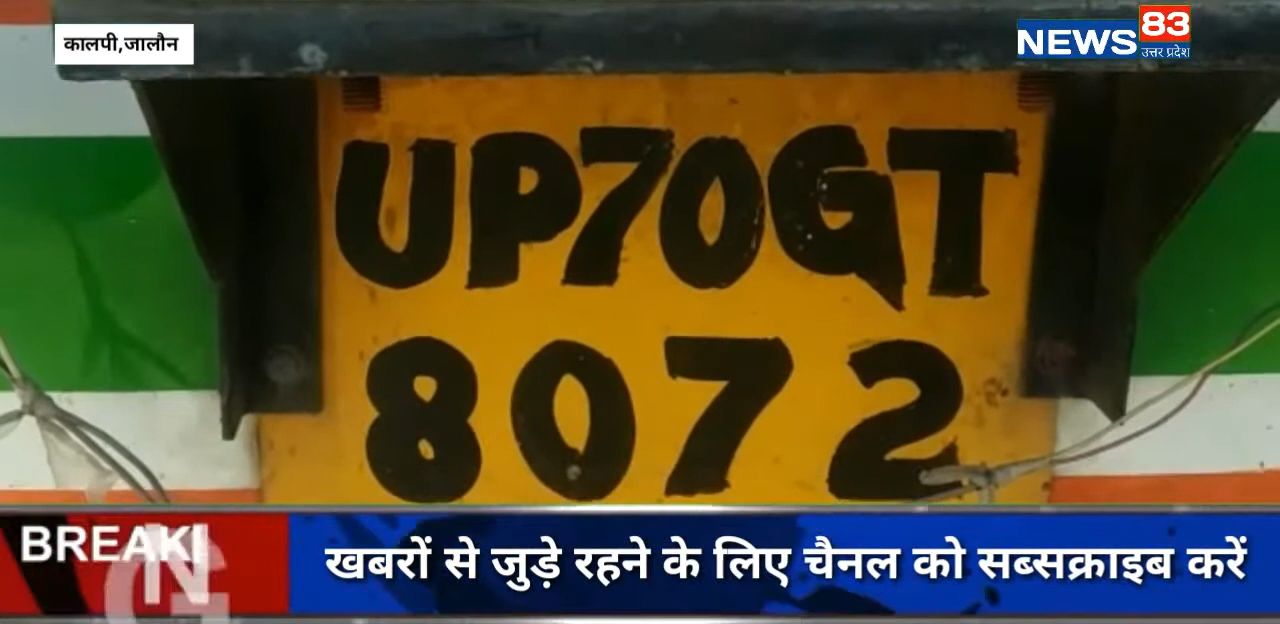 कालपी,जालौन
NEWS 83
उत्तर प्रदेश
UP70GT
8072
BREAKI
N
G
खबरों से जुड़े रहने के लिए चैनल को सब्सक्राइब करें